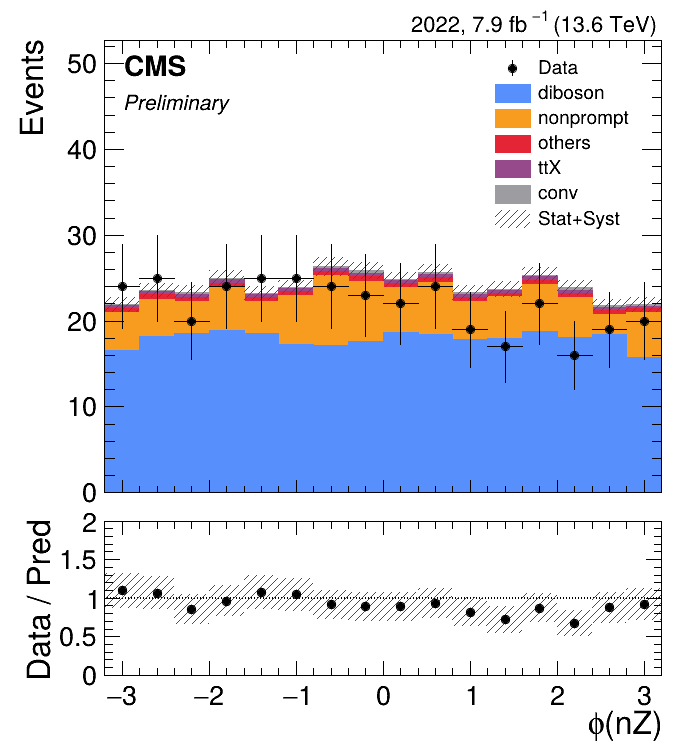 2022, 7.9 fb⁻¹ (13.6 TeV)
Events
50
40
30
20
10
0
CMS
Preliminary
Data
diboson
nonprompt
others
ttX
conv
Stat+Syst
Data / Pred
2
1.5
1
0.5
0
−3 −2 −1 0 1 2 3
ϕ(nZ)